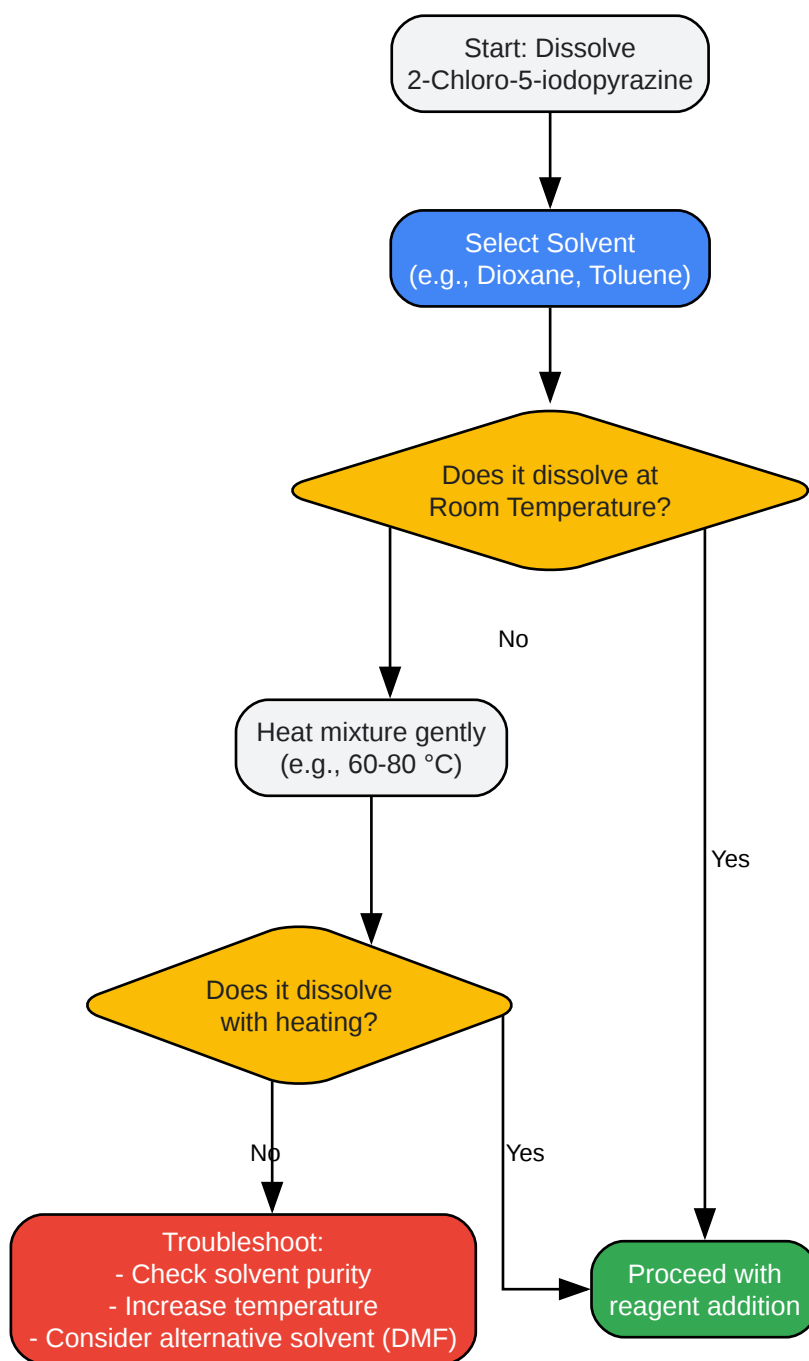 Start: Dissolve
2-Chloro-5-iodopyrazine
Select Solvent
(e.g., Dioxane, Toluene)
Does it dissolve at
Room Temperature?
No
Heat mixture gently
(e.g., 60-80 °C)
Yes
Does it dissolve
with heating?
No
Yes
Troubleshoot:
- Check solvent purity
- Increase temperature
- Consider alternative solvent (DMF)
Proceed with
reagent addition